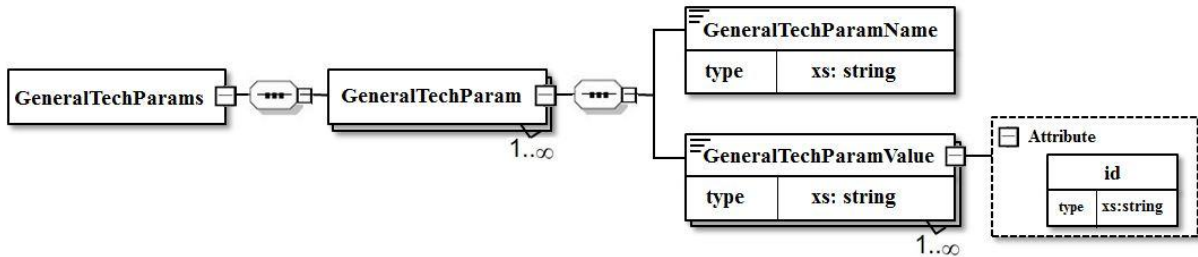 GeneralTechParams
GeneralTechParam
1..∞
GeneralTechParamName
type xs: string
GeneralTechParamValue
type xs: string
1..∞
Attribute
id
type xs:string